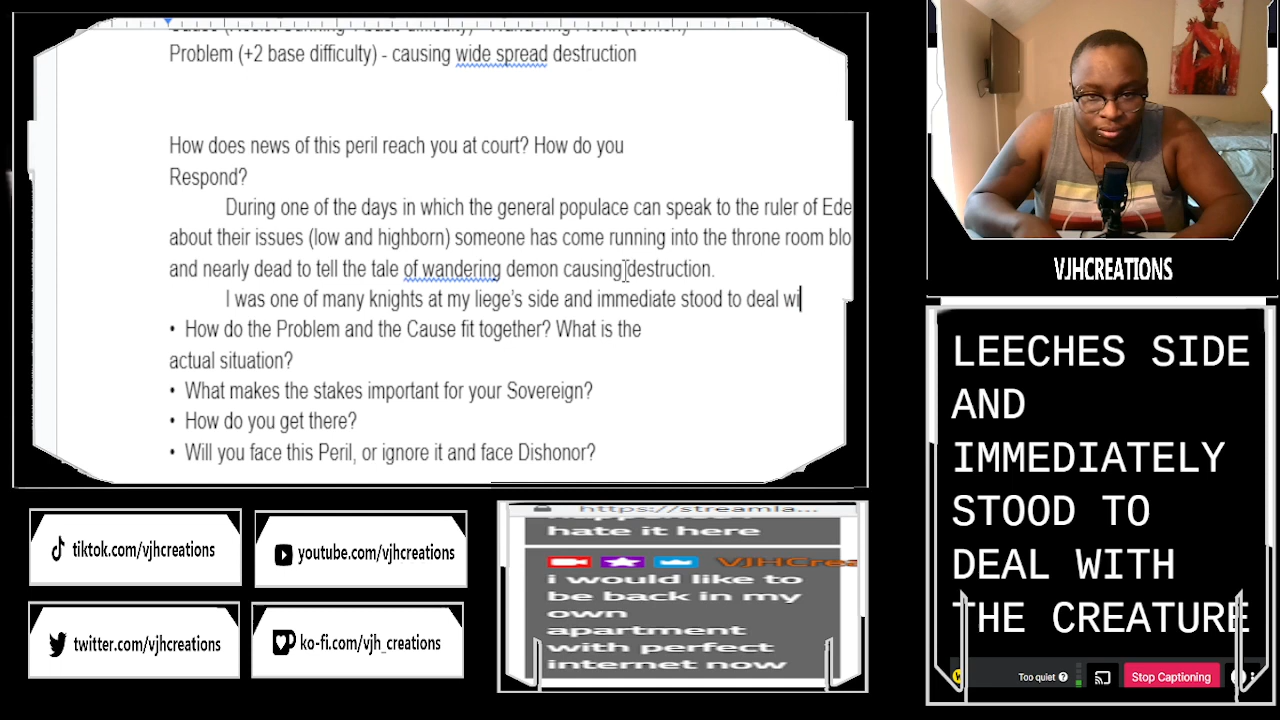 Problem (+2 base difficulty) - causing wide spread destruction
How does news of this peril reach you at court? How do you
Respond?
During one of the days in which the general populace can speak to the ruler of Ede
about their issues (low and highborn) someone has come running into the throne room blo
and nearly dead to tell the tale of wandering demon causing destruction.
I was one of many knights at my liege's side and immediate stood to deal wi
• How do the Problem and the Cause fit together? What is the
actual situation?
• What makes the stakes important for your Sovereign?
• How do you get there?
• Will you face this Peril, or ignore it and face Dishonor?
VJHCREATIONS
LEECHES SIDE
AND
IMMEDIATELY
STOOD TO
DEAL WITH
THE CREATURE
Too quiet
Stop Captioning
tiktok.com/vjhcreations
youtube.com/vjhcreations
twitter.com/vjhcreations
ko-fi.com/vjh_creations
https://streamla...
hate it here
VJHCrea
i would like to
be back in my
own
apartment
with perfect
internet now